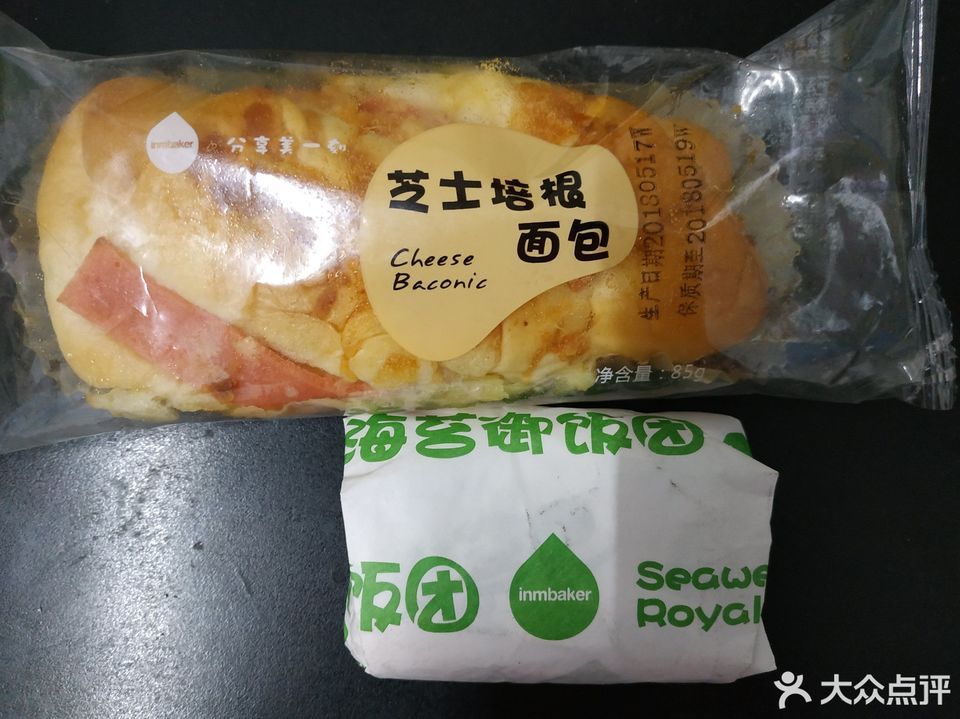 inmbaker
分享美一刻
芝士培根
面包
Cheese
Baconic
生产日期20180517W
保质期至20180519W
净含量：85g
海苔御饭团
饭团
inmbaker
Seawe
Royal
大众点评